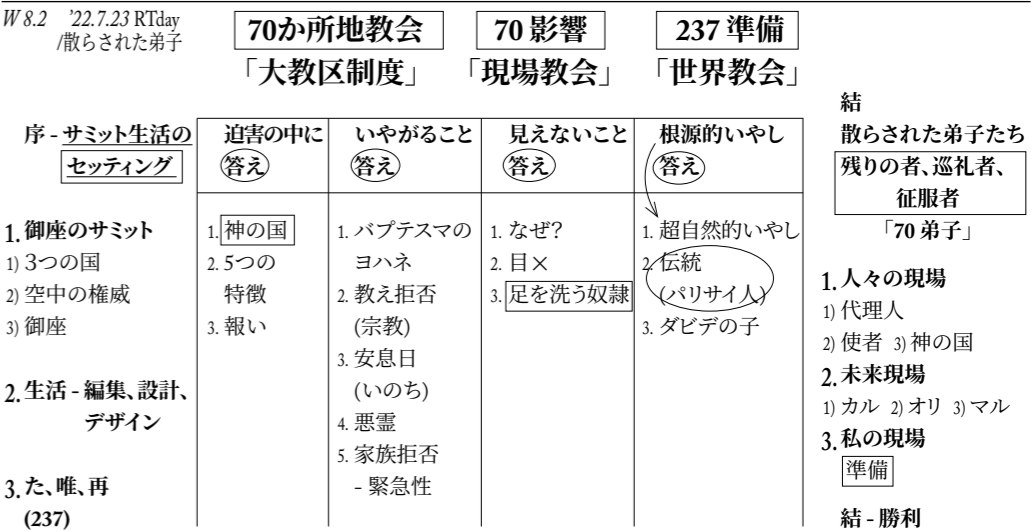 W 8.2 '22.7.23 RTday
/散らされた弟子
70か所地教会
「大教区制度」
70 影響
「現場教会」
237 準備
「世界教会」
序 - サミット生活の
セッティング
1. 御座のサミット
1) 3つの国
2) 空中の権威
3) 御座
2. 生活 - 編集、設計、
デザイン
3. た、唯、再
(237)
迫害の中に
答え
1. 神の国
2. 5つの
特徴
3. 報い
いやがること
答え
1. バプテスマの
ヨハネ
2. 教え拒否
(宗教)
3. 安息日
(いのち)
4. 悪霊
5. 家族拒否
- 緊急性
見えないこと
答え
1. なぜ?
2. 目×
3. 足を洗う奴隷
根源的いやし
答え
1. 超自然的いやし
2. 伝統
(パリサイ人)
3. ダビデの子
結
散らされた弟子たち
残りの者、巡礼者、
征服者
「70 弟子」
1. 人々の現場
1) 代理人
2) 使者 3) 神の国
2. 未来現場
1) カル 2) オリ 3) マル
3. 私の現場
準備
結 - 勝利